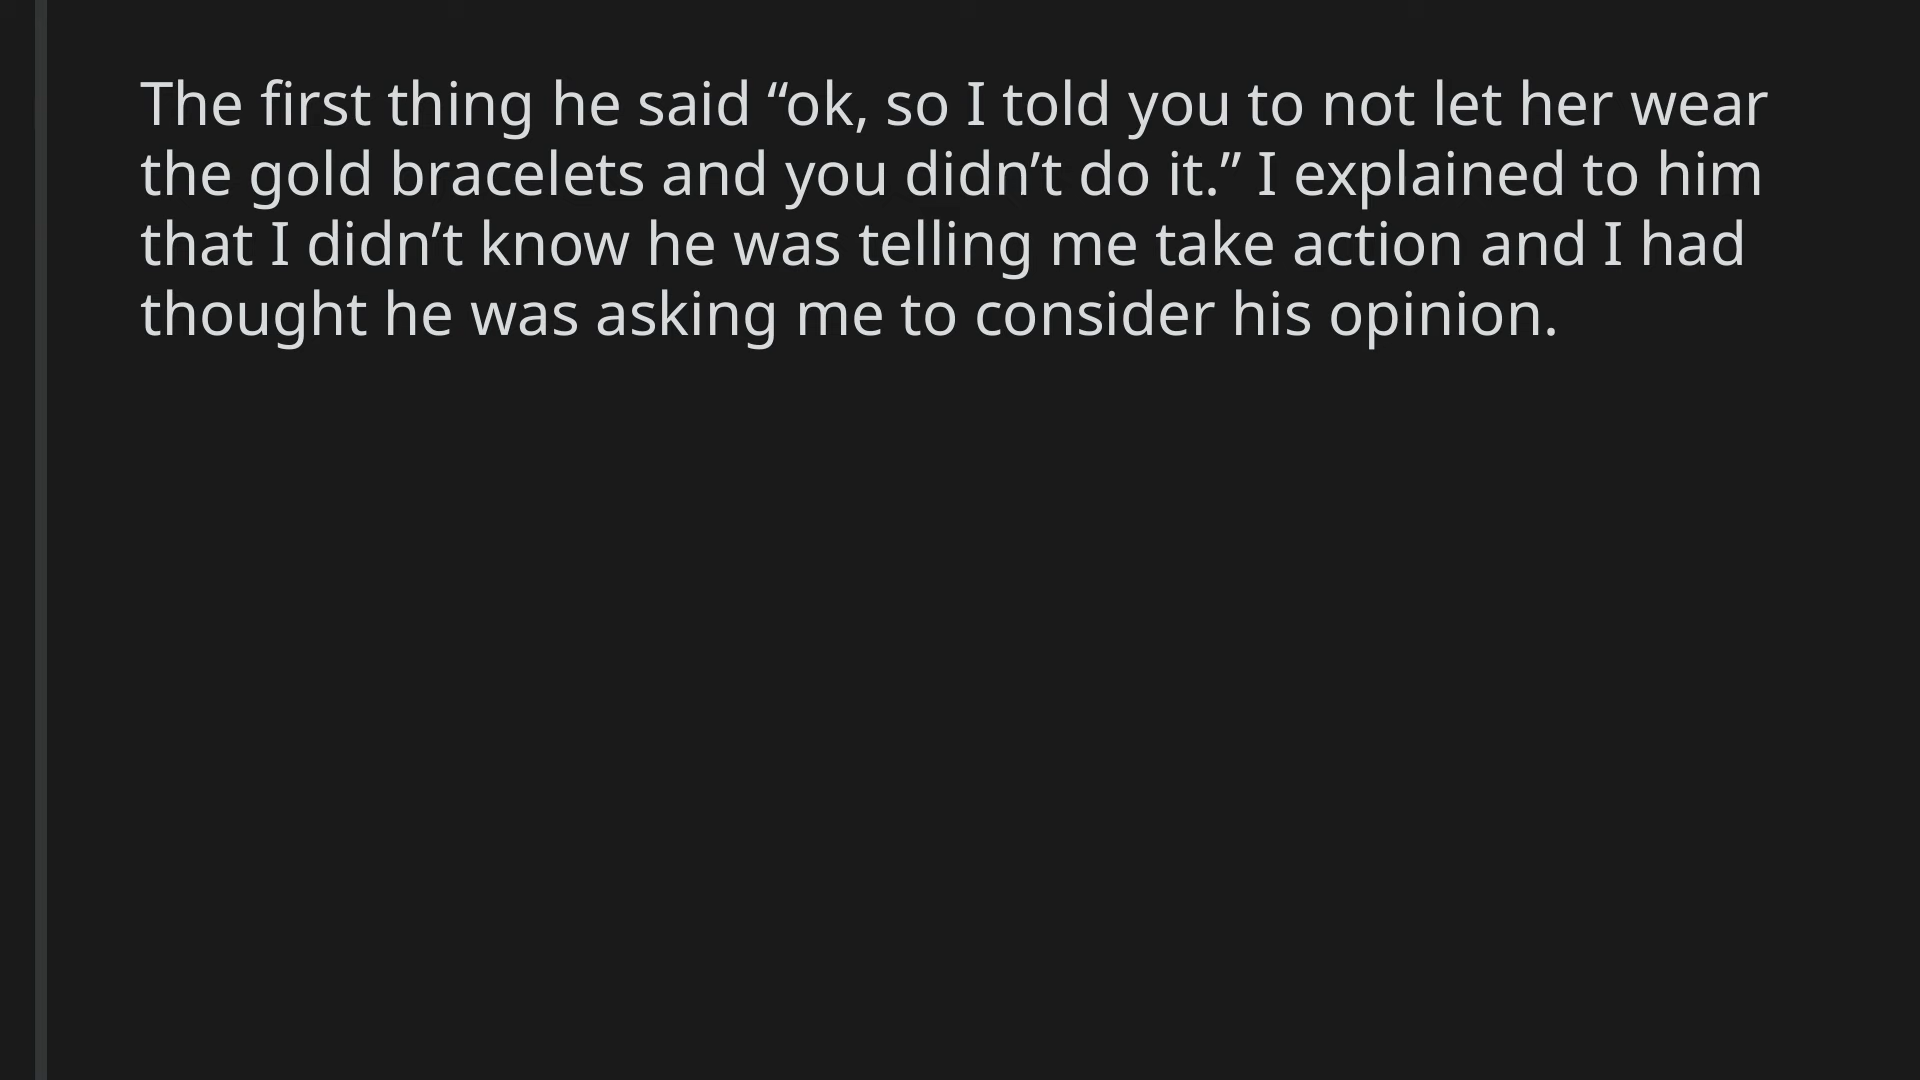 The first thing he said “ok, so I told you to not let her wear
the gold bracelets and you didn’t do it.” I explained to him
that I didn’t know he was telling me take action and I had
thought he was asking me to consider his opinion.